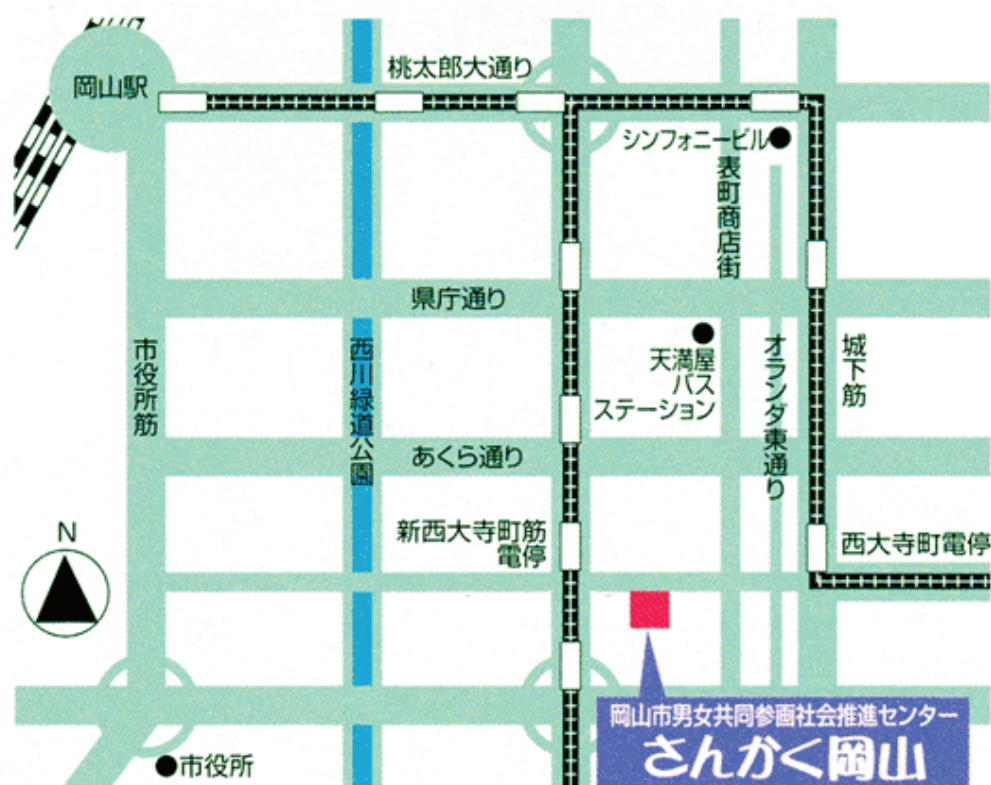 桃太郎大通り
岡山駅
シンフォニービル
表町商店街
県庁通り
市役所筋
西川緑道公園
天満屋
バス
ステーション
オランダ東通り
城下筋
あくら通り
新西大寺町筋
電停
西大寺町電停
N
岡山市男女共同参画社会推進センター
さんかく岡山
市役所